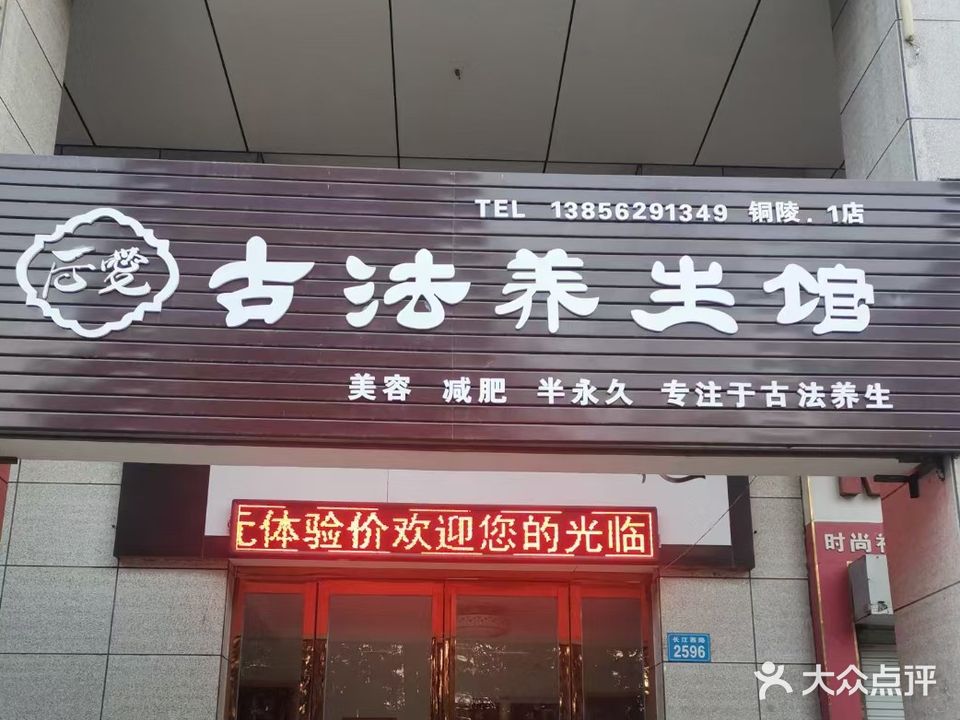 TEL 13856291349 铜陵.1店
古法养生馆
美容 减肥 半永久 专注于古法养生
元体验价欢迎您的光临
时尚
长江西路
2596
大众点评